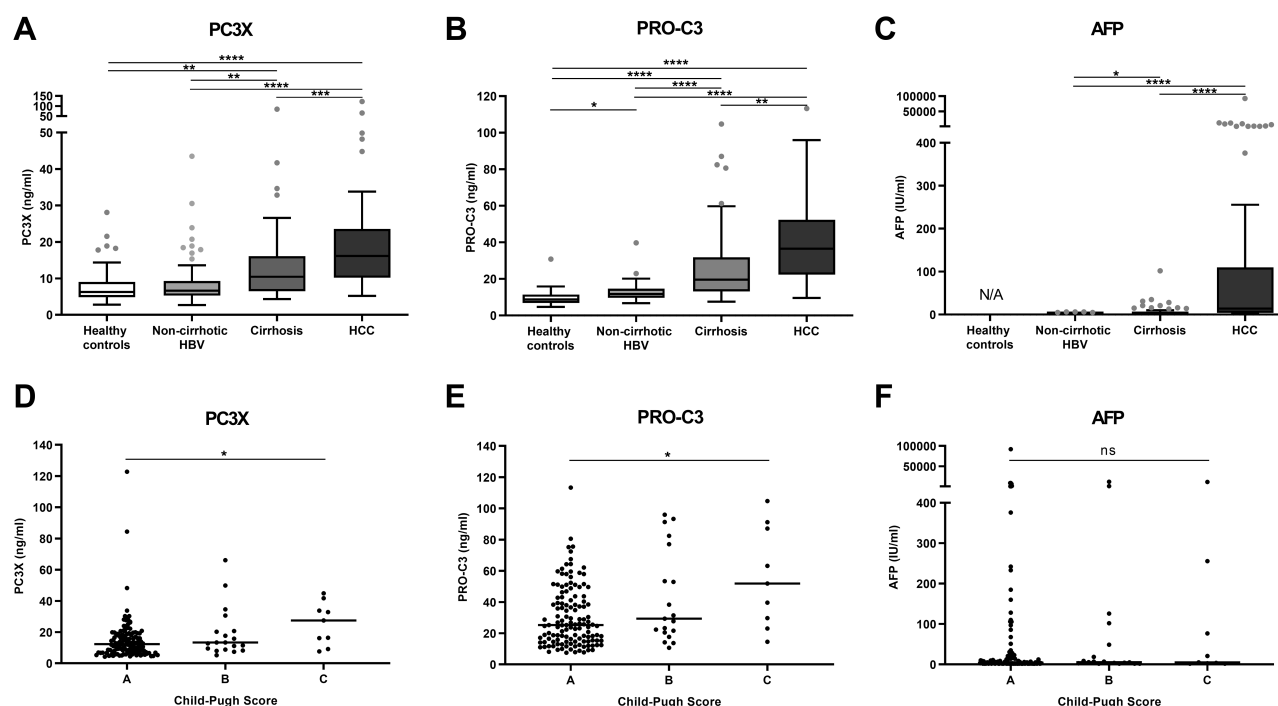 A
PC3X
****
**
**
****
***
150
100
50
50
40
30
20
10
0
PC3X (ng/ml)
Healthy controls
Non-cirrhotic HBV
Cirrhosis
HCC
B
PRO-C3
****
****
****
****
**
*
120
100
80
60
40
20
0
PRO-C3 (ng/ml)
Healthy controls
Non-cirrhotic HBV
Cirrhosis
HCC
C
AFP
*
****
****
100000
50000
400
300
200
100
0
AFP (IU/ml)
N/A
Healthy controls
Non-cirrhotic HBV
Cirrhosis
HCC
D
PC3X
*
140
120
100
80
60
40
20
0
PC3X (ng/ml)
A
B
C
Child-Pugh Score
E
PRO-C3
*
140
120
100
80
60
40
20
0
PRO-C3 (ng/ml)
A
B
C
Child-Pugh Score
F
AFP
ns
100000
50000
400
300
200
100
0
AFP (IU/ml)
A
B
C
Child-Pugh Score